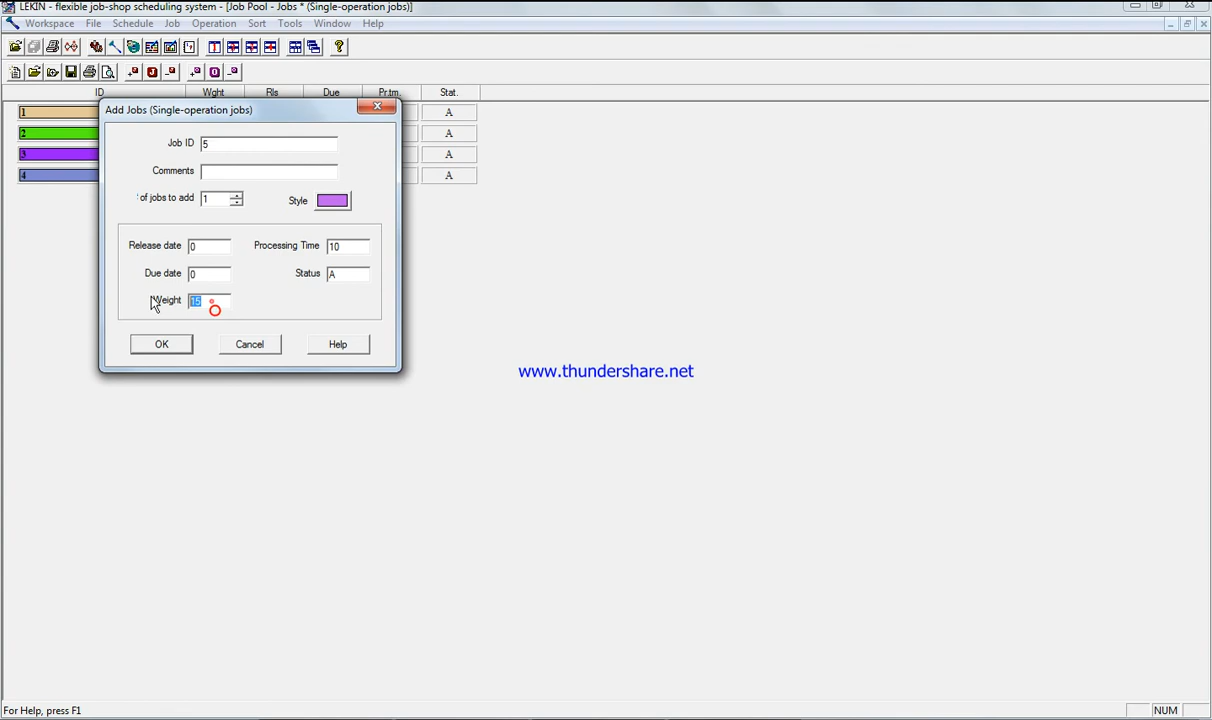 LEKIN - flexible job-shop scheduling system - [Job Pool - Jobs * (Single-operation jobs)]
Workspace File Schedule Job Operation Sort Tools Window Help
ID Wght Rls Due Pr.tm. Stat.
Add Jobs (Single-operation jobs)
1 A
2 A
3 A
4 A
Job ID 5
Comments
of jobs to add 1 Style
Release date 0 Processing Time 10
Due date 0 Status A
Weight 15
OK Cancel Help
www.thundershare.net
For Help, press F1 NUM